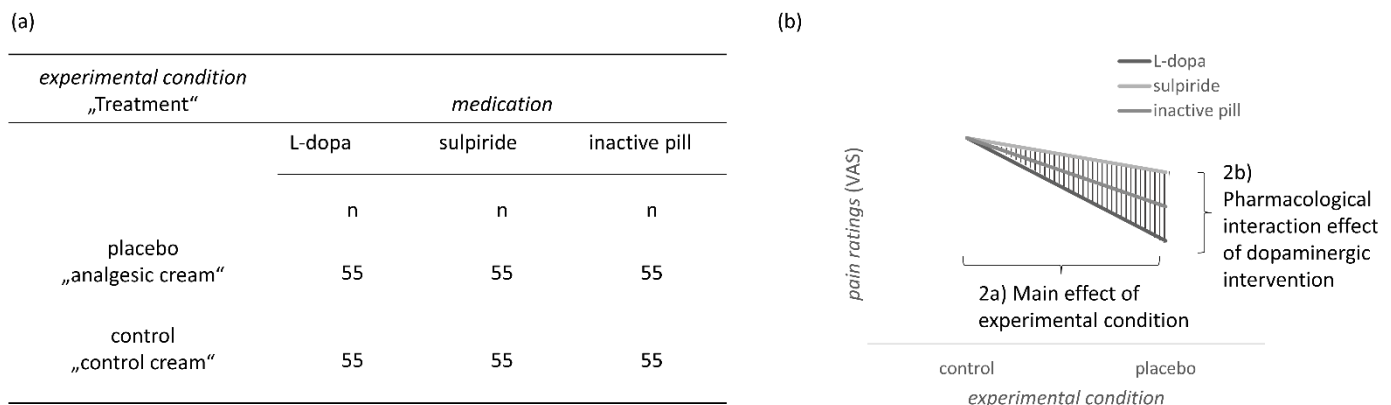 (a)
experimental condition
„Treatment“
medication
L-dopa sulpiride inactive pill
n n n
placebo
„analgesic cream“
55 55 55
control
„control cream“
55 55 55
(b)
L-dopa
sulpiride
inactive pill
pain ratings (VAS)
2b)
Pharmacological
interaction effect
of dopaminergic
intervention
2a) Main effect of
experimental condition
control placebo
experimental condition